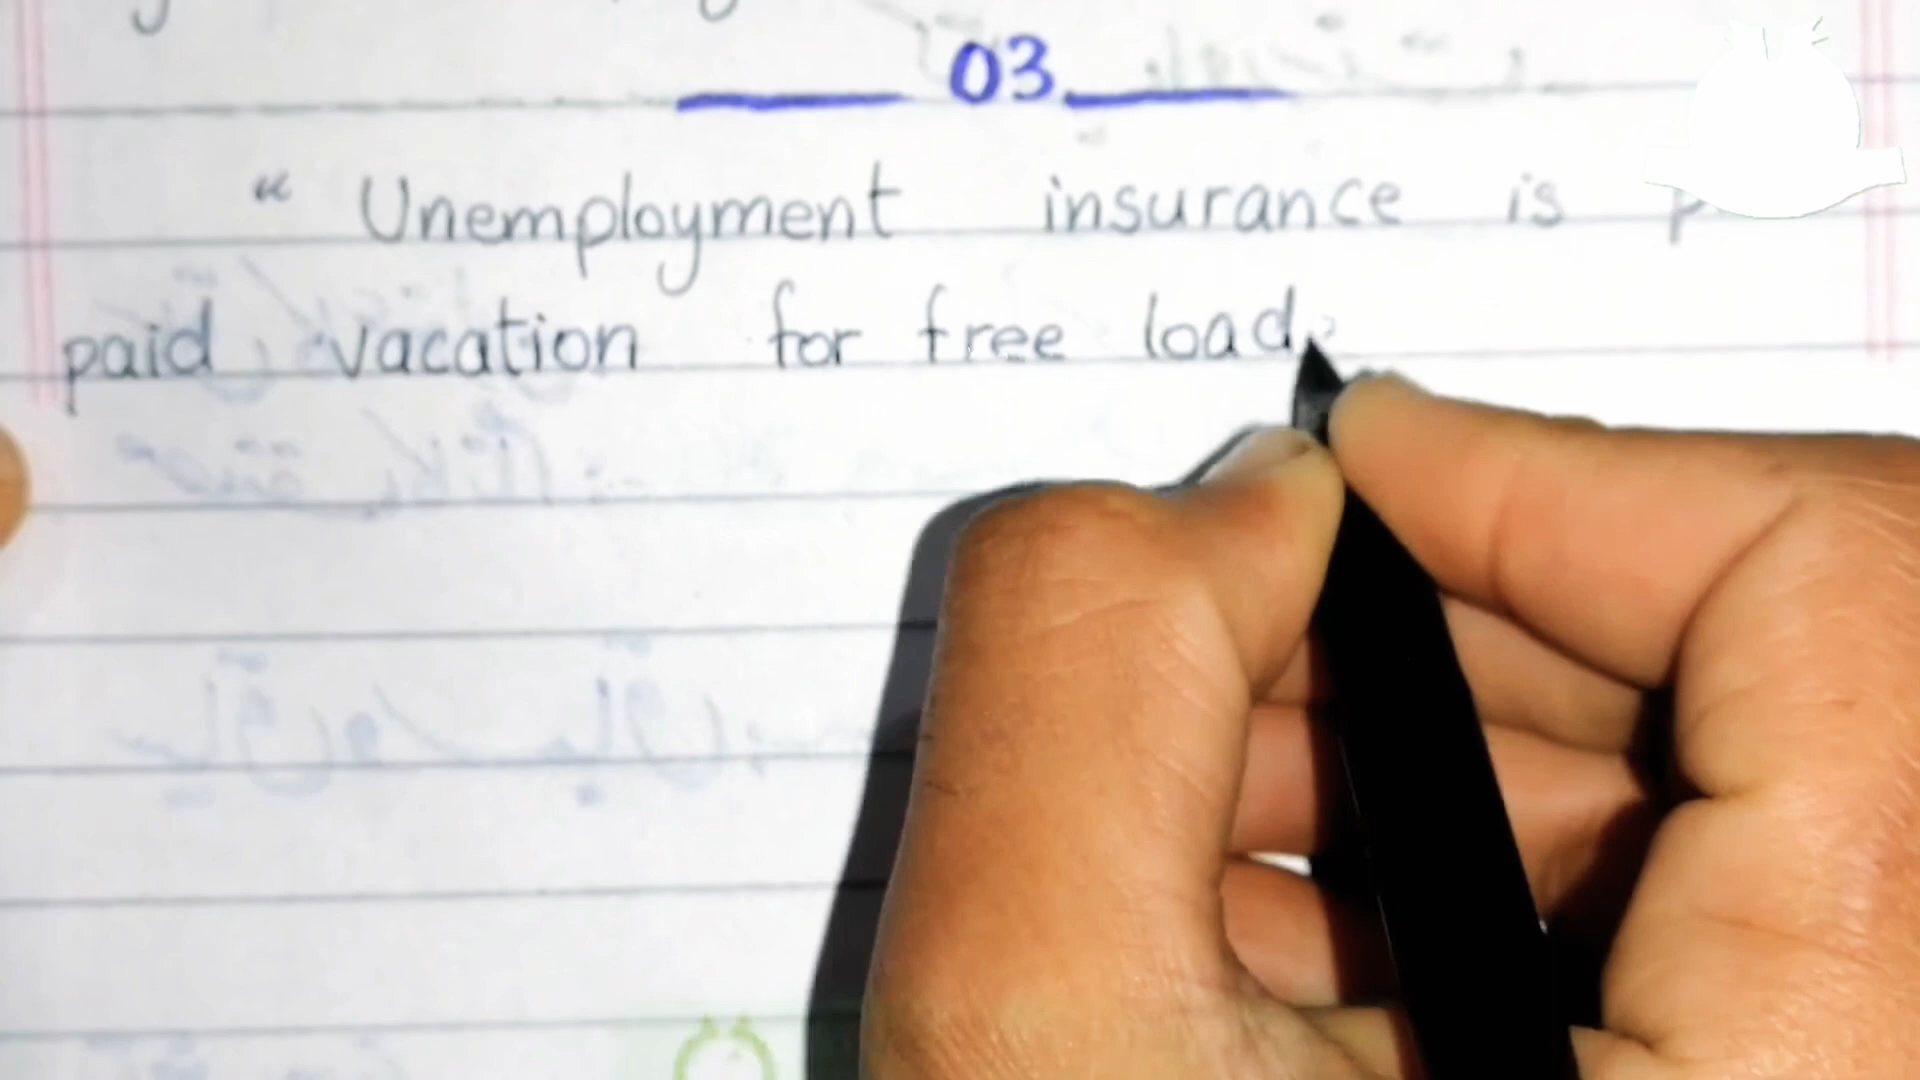 03
“ Unemployment insurance is p
paid vacation for free load